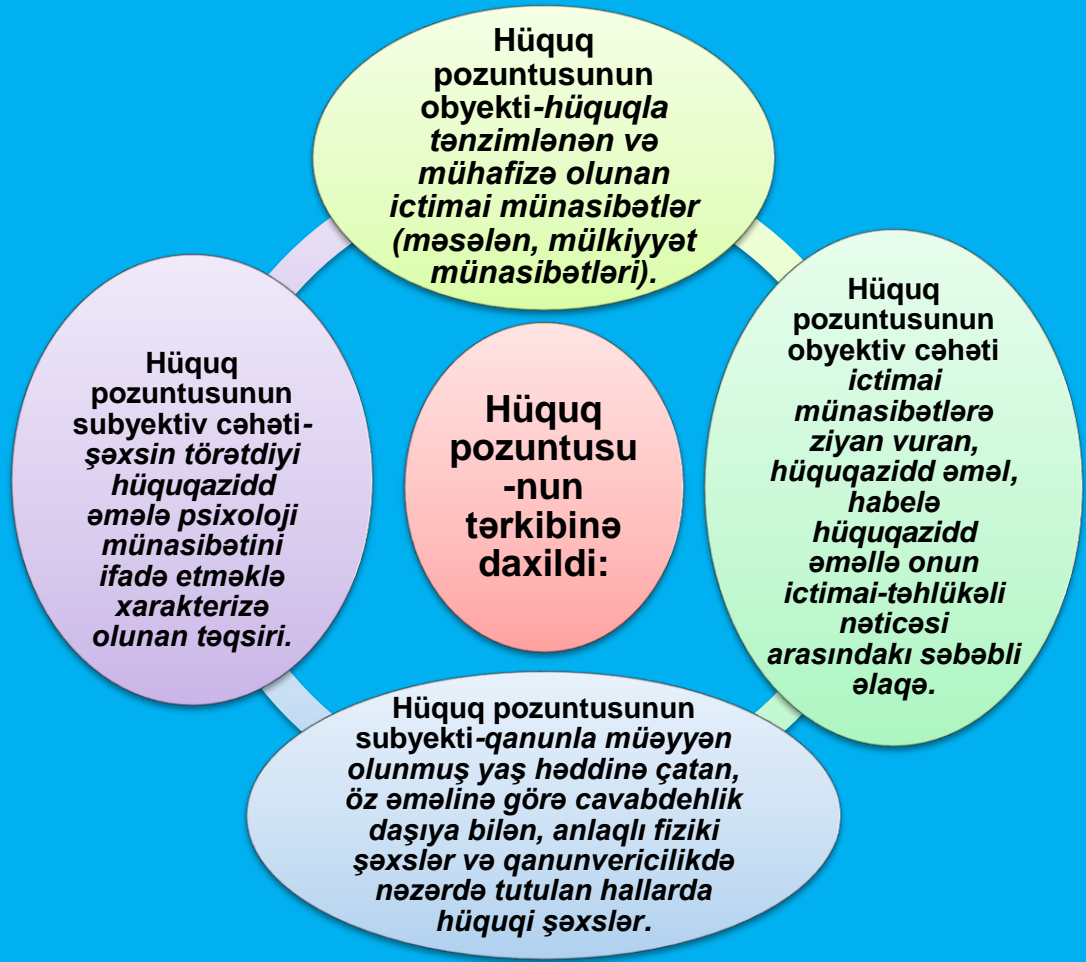 Hüquq
pozuntusunun
obyekti-hüquqla
tənzimlənən və
mühafizə olunan
ictimai münasibətlər
(məsələn, mülkiyyət
münasibətləri).
Hüquq
pozuntusunun
obyektiv cəhəti
ictimai
münasibətlərə
ziyan vuran,
hüquqazidd əməl,
habelə
hüquqazidd
əməllə onun
ictimai-təhlükəli
nəticəsi
arasındakı səbəbli
əlaqə.
Hüquq pozuntusunun
subyekti-qanunla müəyyən
olunmuş yaş həddinə çatan,
öz əməlinə görə cavabdehlik
daşıya bilən, anlaqlı fiziki
şəxslər və qanunvericilikdə
nəzərdə tutulan hallarda
hüquqi şəxslər.
Hüquq
pozuntusunun
subyektiv cəhəti-
şəxsin törətdiyi
hüquqazidd
əmələ psixoloji
münasibətini
ifadə etməklə
xarakterizə
olunan təqsiri.
Hüquq
pozuntusu
-nun
tərkibinə
daxildi: